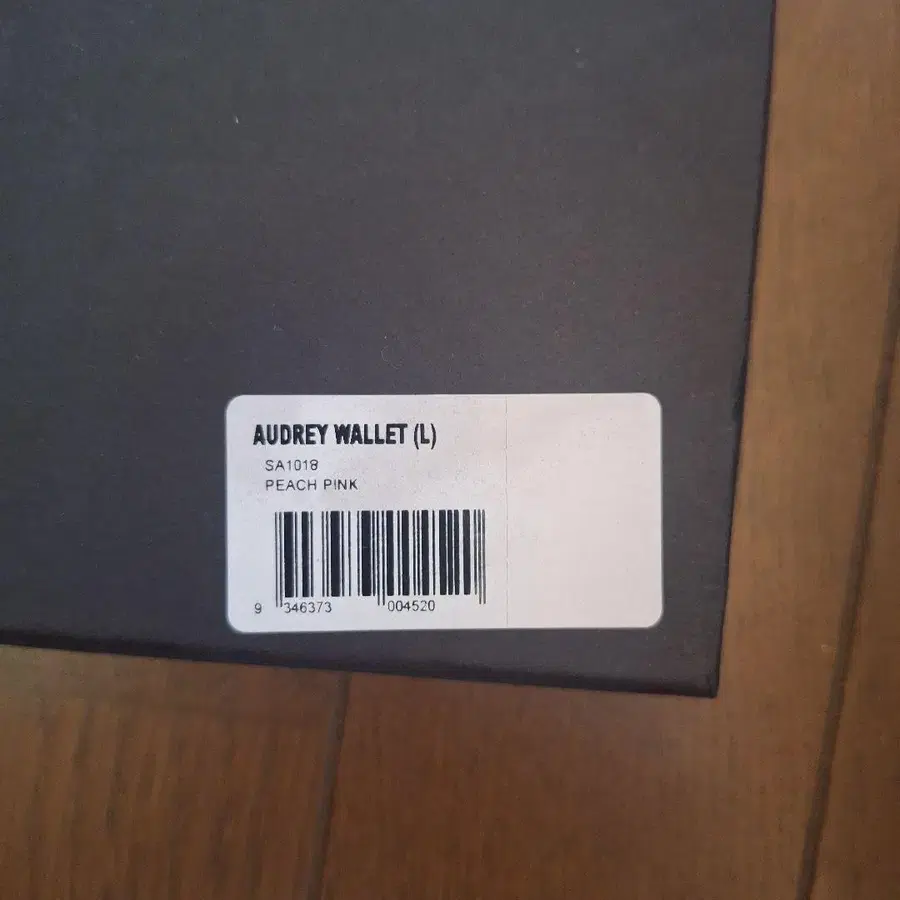 AUDREY WALLET (L)
SA1018
PEACH PINK
9 346373 004520